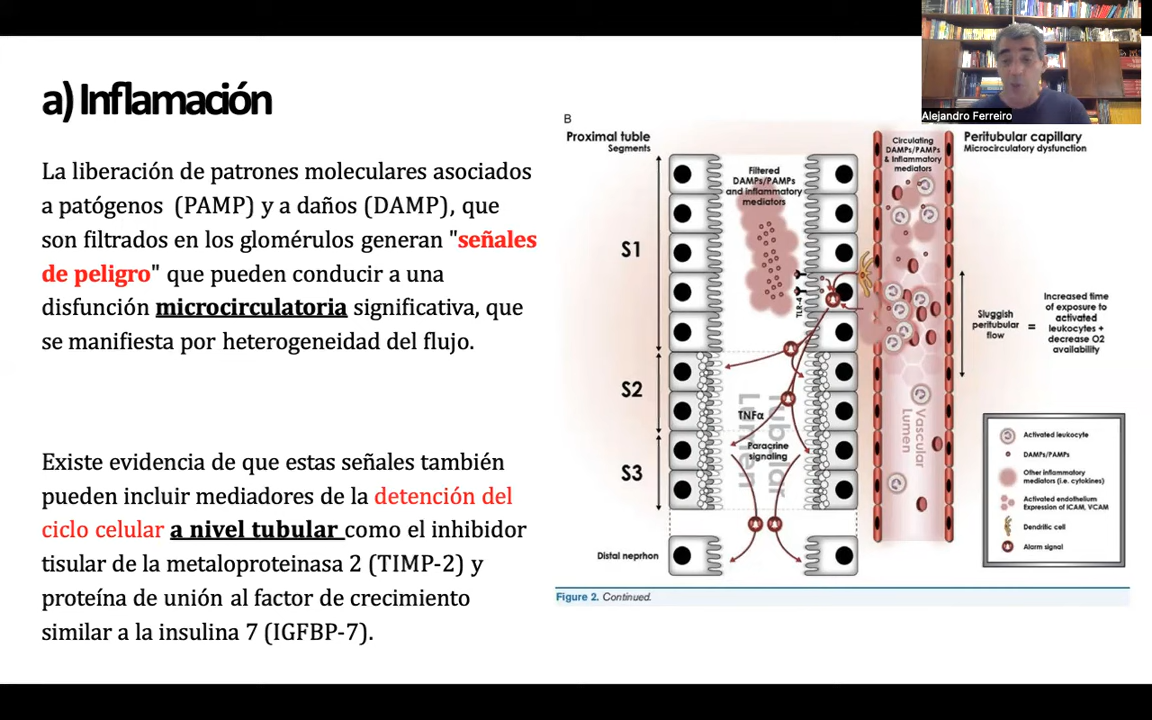 Alejandro Ferreiro
a) Inflamación
La liberación de patrones moleculares asociados
a patógenos (PAMP) y a daños (DAMP), que
son filtrados en los glomérulos generan "señales
de peligro" que pueden conducir a una
disfunción microcirculatoria significativa, que
se manifiesta por heterogeneidad del flujo.
Existe evidencia de que estas señales también
pueden incluir mediadores de la detención del
ciclo celular a nivel tubular como el inhibidor
tisular de la metaloproteinasa 2 (TIMP-2) y
proteína de unión al factor de crecimiento
similar a la insulina 7 (IGFBP-7).
B
Proximal tuble
Segments
Filtered
DAMPs/PAMPs
and inflammatory
mediators
Circulating
DAMPs/PAMPs
& Inflammatory
mediators
Peritubular capillary
Microcirculatory dysfunction
S1
S2
S3
TLR-4
TNFα
Tubular
Lumen
Paracrine
signaling
Vascular
Lumen
Sluggish
peritubular
flow
=
Increased time
of exposure to
activated
leukocytes +
decrease O2
availability
Distal nephron
Activated leukocyte
DAMPs/PAMPs
Other inflammatory
mediators (i.e. cytokines)
Activated endothelium
Expression of ICAM, VCAM
Dendritic cell
Alarm signal
Figure 2. Continued.